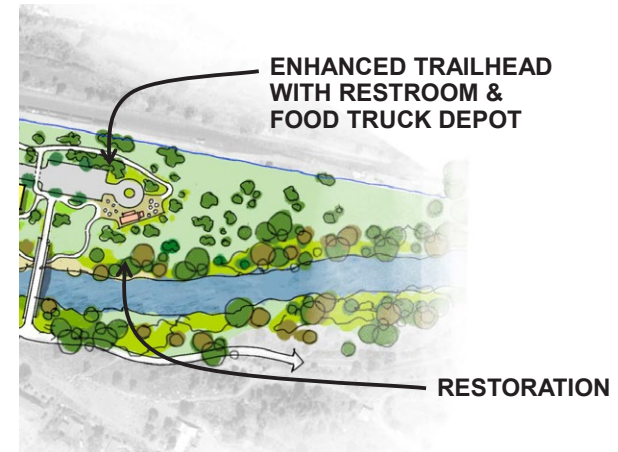 ENHANCED TRAILHEAD
WITH RESTROOM &
FOOD TRUCK DEPOT
RESTORATION